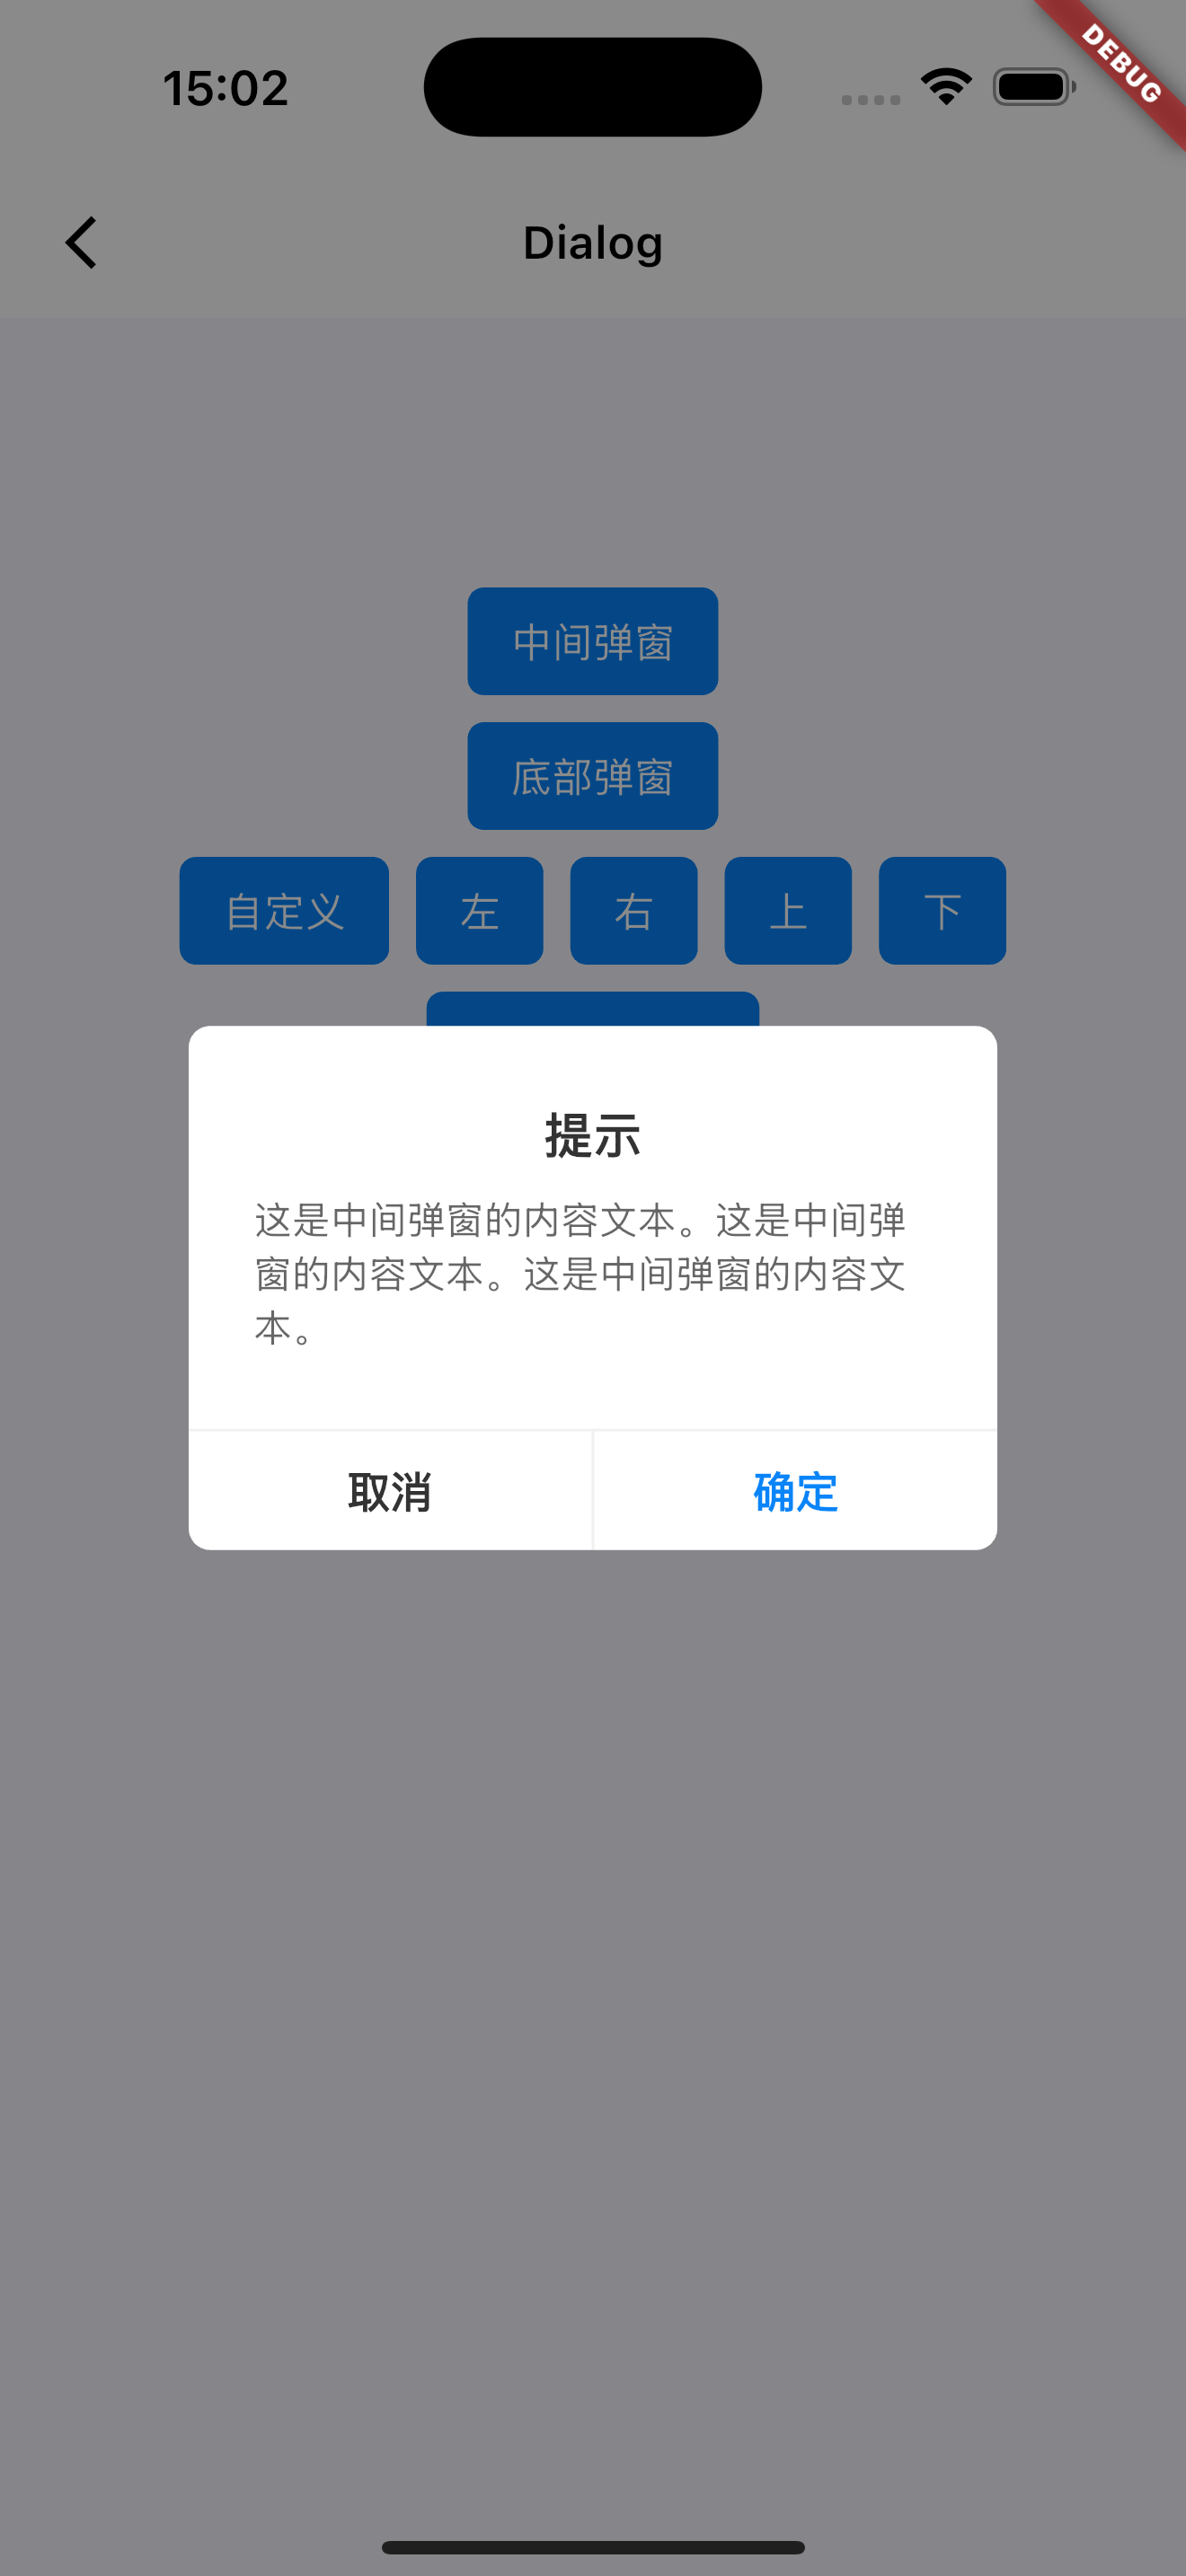 15:02
DEBUG
Dialog
中间弹窗
底部弹窗
自定义 左 右 上 下
提示
这是中间弹窗的内容文本。这是中间弹
窗的内容文本。这是中间弹窗的内容文
本。
取消 确定